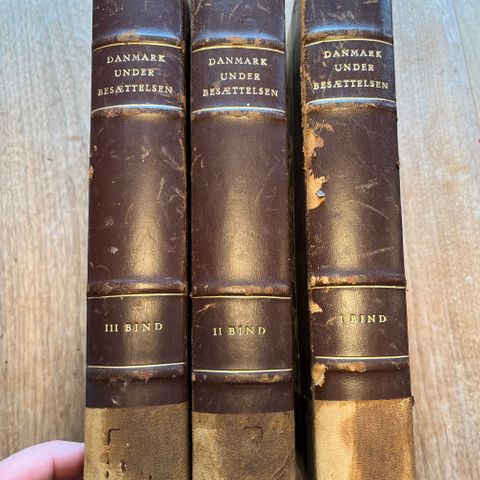 DANMARK
UNDER
BESÆTTELSEN
III BIND
DANMARK
UNDER
BESÆTTELSEN
II BIND
DANMARK
UNDER
BESÆTTELSEN
I BIND